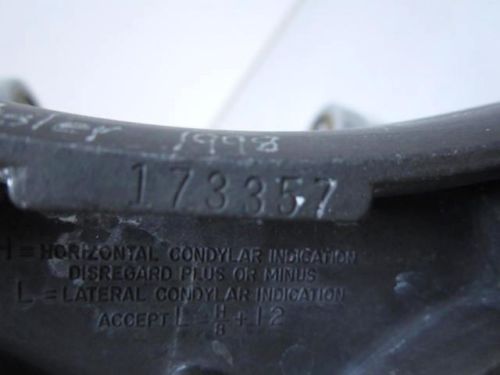 1998
173357
H = HORIZONTAL CONDYLAR INDICATION
DISREGARD PLUS OR MINUS
L = LATERAL CONDYLAR INDICATION
ACCEPT L = H/8 + 12